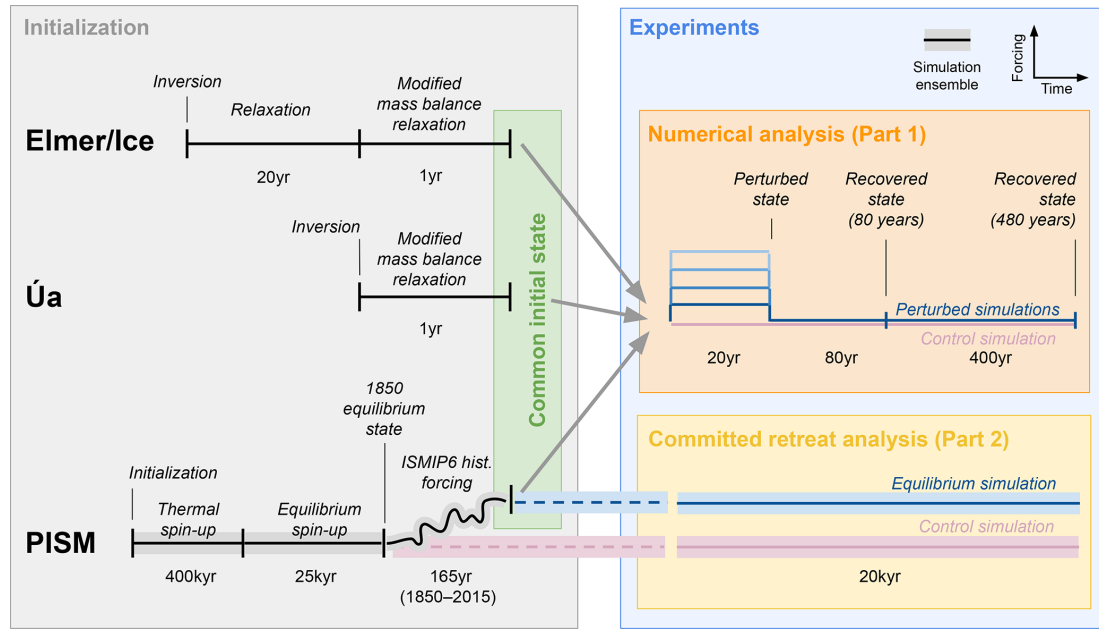 Initialization
Inversion
Relaxation
Modified
mass balance
relaxation
Elmer/Ice
20yr
1yr
Inversion
Modified
mass balance
relaxation
Úa
1yr
Common initial state
1850
equilibrium
state
ISMIP6 hist.
forcing
Initialization
Thermal
spin-up
Equilibrium
spin-up
PISM
400kyr
25kyr
165yr
(1850–2015)
Experiments
Simulation
ensemble
Forcing
Time
Numerical analysis (Part 1)
Perturbed
state
Recovered
state
(80 years)
Recovered
state
(480 years)
Perturbed simulations
Control simulation
20yr
80yr
400yr
Committed retreat analysis (Part 2)
Equilibrium simulation
Control simulation
20kyr